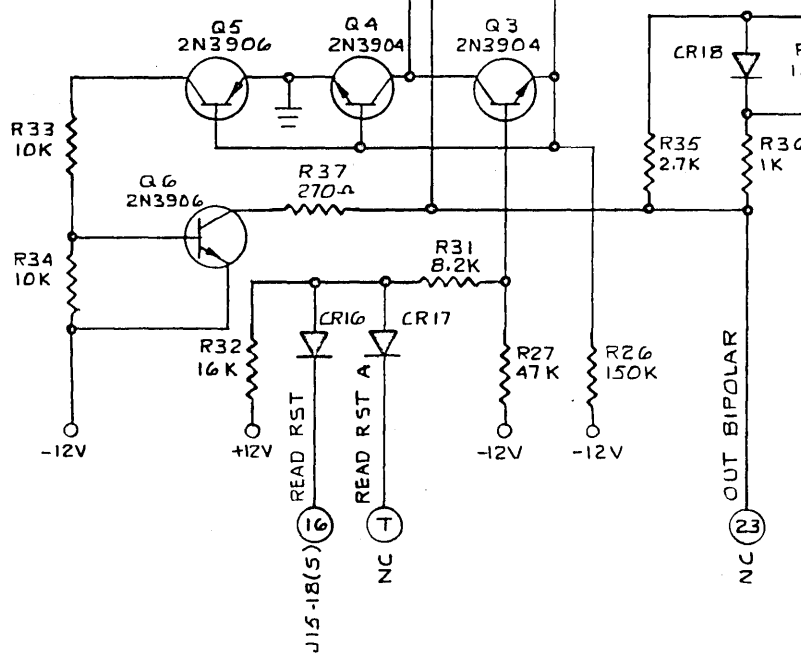 Q5
2N3906
Q4
2N3904
Q3
2N3904
CR18
R33
10K
R35
2.7K
R36
1K
R37
270Ω
Q6
2N3906
R34
10K
R31
8.2K
CR16
CR17
R32
16K
R27
47K
R26
150K
-12V
+12V
-12V
-12V
READ RST
READ RST A
OUT BIPOLAR
16
T
23
J15-18(5)
NC
NC